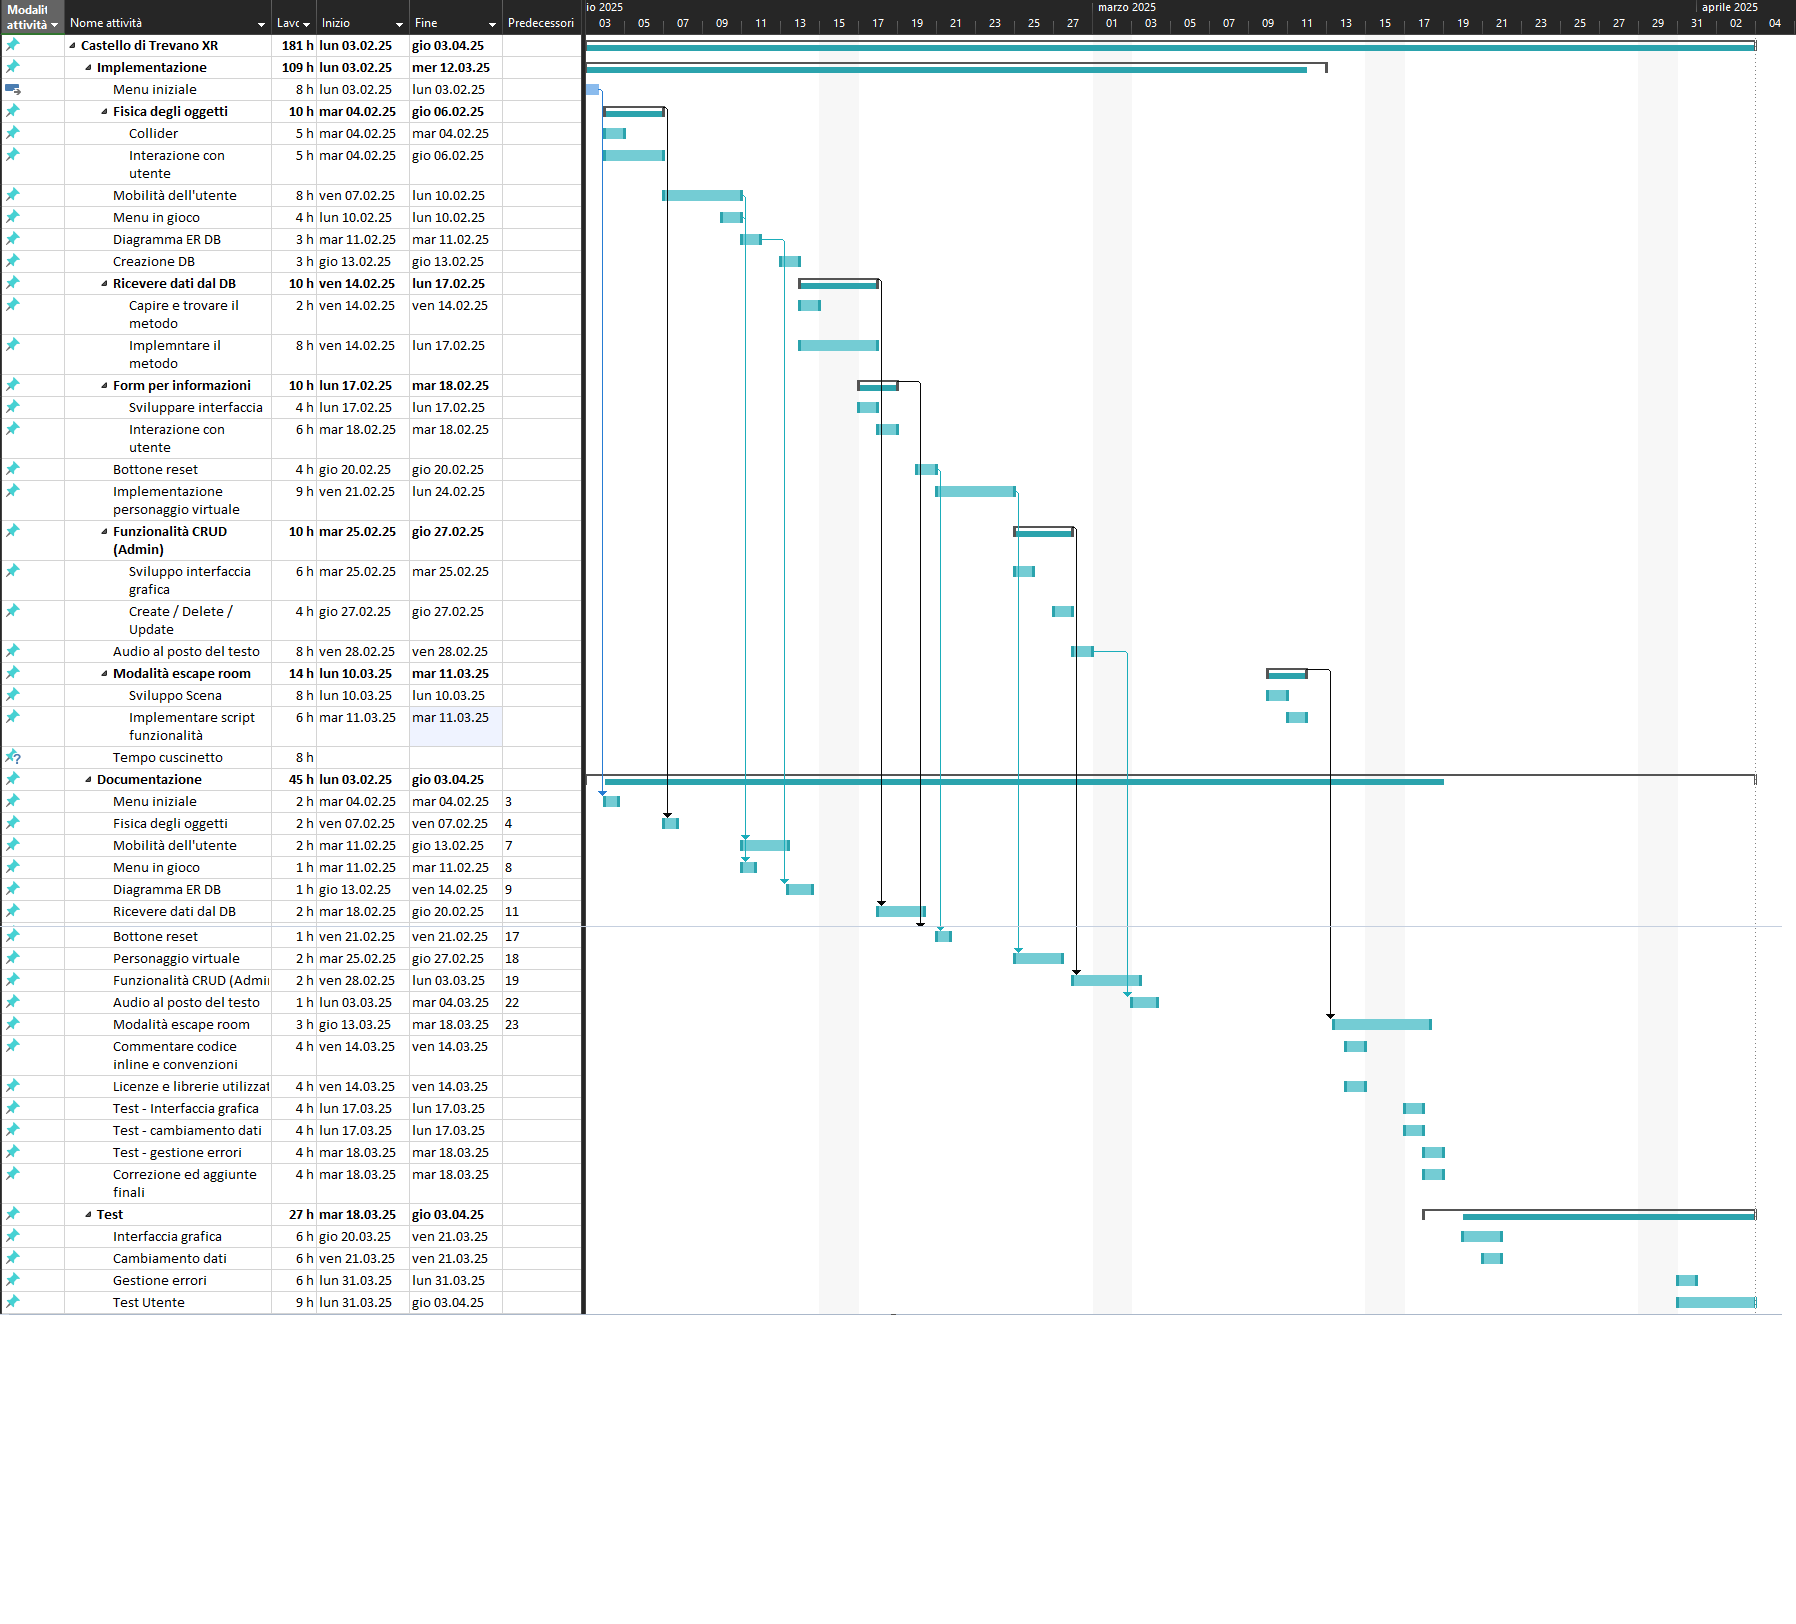 Modalit
attività Nome attività Lavc Inizio Fine Predecessori
io 2025 marzo 2025 aprile 2025
03 05 07 09 11 13 15 17 19 21 23 25 27 01 03 05 07 09 11 13 15 17 19 21 23 25 27 29 31 02 04
Castello di Trevano XR 181 h lun 03.02.25 gio 03.04.25
Implementazione 109 h lun 03.02.25 mer 12.03.25
Menu iniziale 8 h lun 03.02.25 lun 03.02.25
Fisica degli oggetti 10 h mar 04.02.25 gio 06.02.25
Collider 5 h mar 04.02.25 mar 04.02.25
Interazione con 5 h mar 04.02.25 gio 06.02.25
utente
Mobilità dell'utente 8 h ven 07.02.25 lun 10.02.25
Menu in gioco 4 h lun 10.02.25 lun 10.02.25
Diagramma ER DB 3 h mar 11.02.25 mar 11.02.25
Creazione DB 3 h gio 13.02.25 gio 13.02.25
Ricevere dati dal DB 10 h ven 14.02.25 lun 17.02.25
Capire e trovare il 2 h ven 14.02.25 ven 14.02.25
metodo
Implemntare il 8 h ven 14.02.25 lun 17.02.25
metodo
Form per informazioni 10 h lun 17.02.25 mar 18.02.25
Sviluppare interfaccia 4 h lun 17.02.25 lun 17.02.25
Interazione con 6 h mar 18.02.25 mar 18.02.25
utente
Bottone reset 4 h gio 20.02.25 gio 20.02.25
Implementazione 9 h ven 21.02.25 lun 24.02.25
personaggio virtuale
Funzionalità CRUD 10 h mar 25.02.25 gio 27.02.25
(Admin)
Sviluppo interfaccia 6 h mar 25.02.25 mar 25.02.25
grafica
Create / Delete / 4 h gio 27.02.25 gio 27.02.25
Update
Audio al posto del testo 8 h ven 28.02.25 ven 28.02.25
Modalità escape room 14 h lun 10.03.25 mar 11.03.25
Sviluppo Scena 8 h lun 10.03.25 lun 10.03.25
Implementare script 6 h mar 11.03.25 mar 11.03.25
funzionalità
Tempo cuscinetto 8 h
Documentazione 45 h lun 03.02.25 gio 03.04.25
Menu iniziale 2 h mar 04.02.25 mar 04.02.25 3
Fisica degli oggetti 2 h ven 07.02.25 ven 07.02.25 4
Mobilità dell'utente 2 h mar 11.02.25 gio 13.02.25 7
Menu in gioco 1 h mar 11.02.25 mar 11.02.25 8
Diagramma ER DB 1 h gio 13.02.25 ven 14.02.25 9
Ricevere dati dal DB 2 h mar 18.02.25 gio 20.02.25 11
Bottone reset 1 h ven 21.02.25 ven 21.02.25 17
Personaggio virtuale 2 h mar 25.02.25 gio 27.02.25 18
Funzionalità CRUD (Admi 2 h ven 28.02.25 lun 03.03.25 19
Audio al posto del testo 1 h lun 03.03.25 mar 04.03.25 22
Modalità escape room 3 h gio 13.03.25 mar 18.03.25 23
Commentare codice 4 h ven 14.03.25 ven 14.03.25
inline e convenzioni
Licenze e librerie utilizzat 4 h ven 14.03.25 ven 14.03.25
Test - Interfaccia grafica 4 h lun 17.03.25 lun 17.03.25
Test - cambiamento dati 4 h lun 17.03.25 lun 17.03.25
Test - gestione errori 4 h mar 18.03.25 mar 18.03.25
Correzione ed aggiunte 4 h mar 18.03.25 mar 18.03.25
finali
Test 27 h mar 18.03.25 gio 03.04.25
Interfaccia grafica 6 h gio 20.03.25 ven 21.03.25
Cambiamento dati 6 h ven 21.03.25 ven 21.03.25
Gestione errori 6 h lun 31.03.25 lun 31.03.25
Test Utente 9 h lun 31.03.25 gio 03.04.25